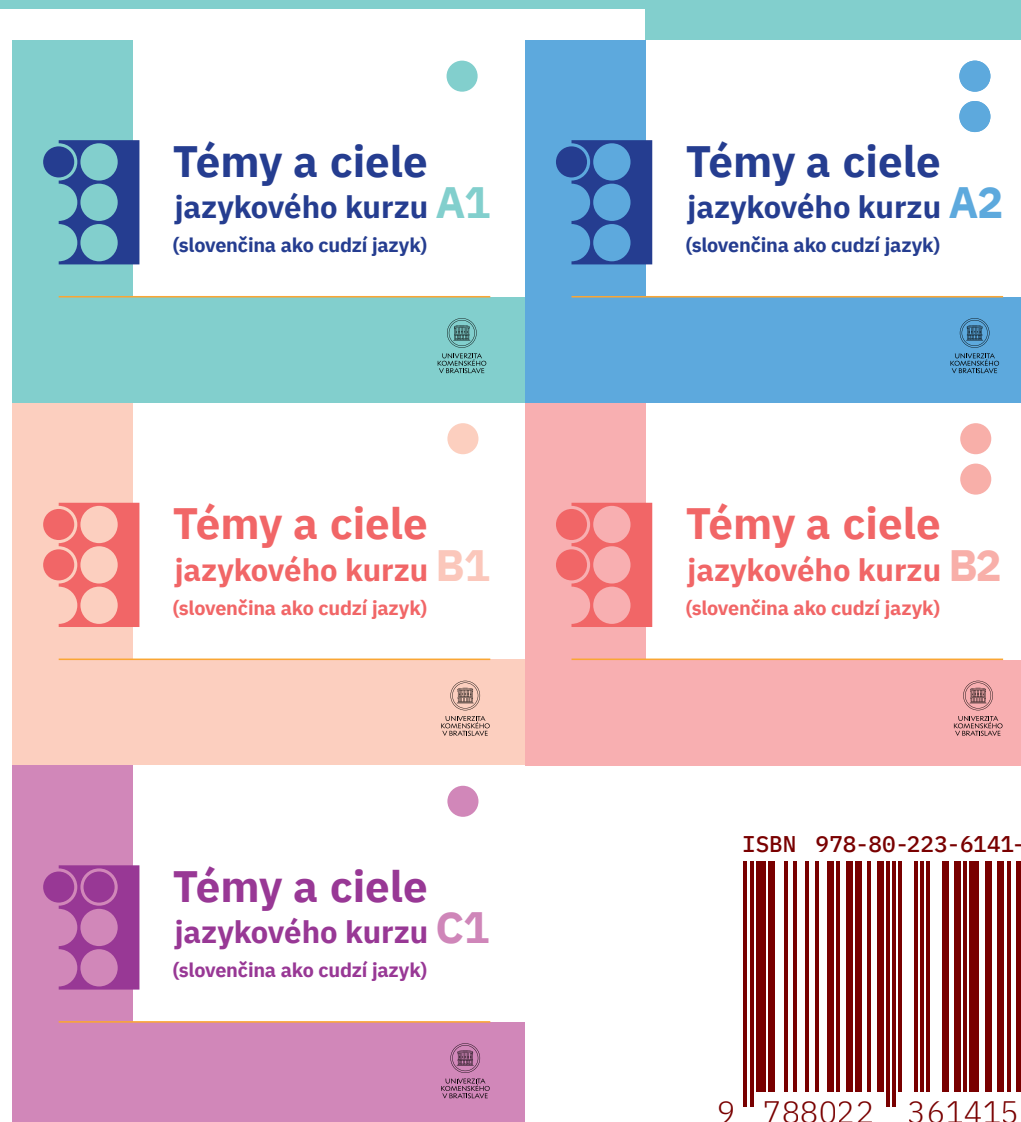 Témy a ciele
jazykového kurzu A1
(slovenčina ako cudzí jazyk)
UNIVERZITA
KOMENSKÉHO
V BRATISLAVE
Témy a ciele
jazykového kurzu A2
(slovenčina ako cudzí jazyk)
UNIVERZITA
KOMENSKÉHO
V BRATISLAVE
Témy a ciele
jazykového kurzu B1
(slovenčina ako cudzí jazyk)
UNIVERZITA
KOMENSKÉHO
V BRATISLAVE
Témy a ciele
jazykového kurzu B2
(slovenčina ako cudzí jazyk)
UNIVERZITA
KOMENSKÉHO
V BRATISLAVE
Témy a ciele
jazykového kurzu C1
(slovenčina ako cudzí jazyk)
UNIVERZITA
KOMENSKÉHO
V BRATISLAVE
ISBN 978-80-223-6141-
9 788022 361415